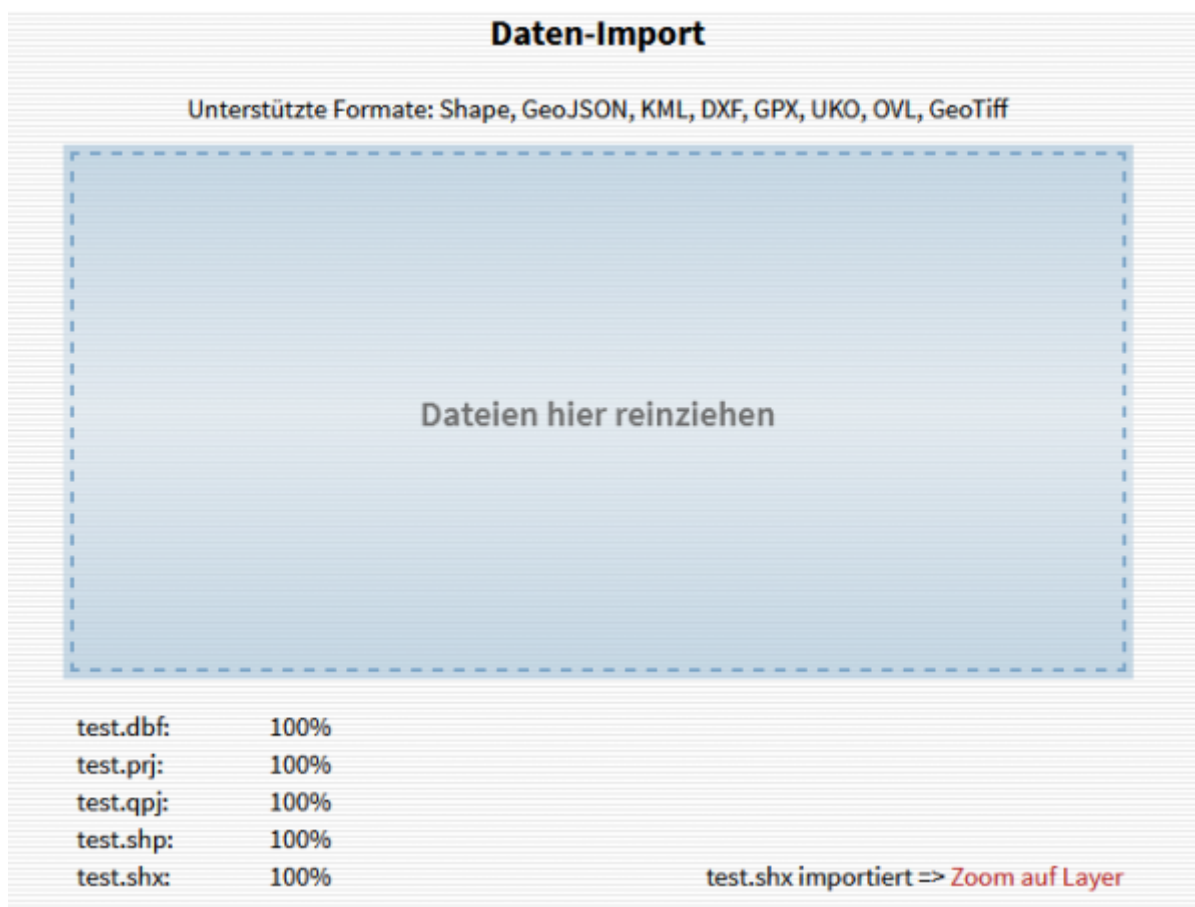 Daten-Import
Unterstützte Formate: Shape, GeoJSON, KML, DXF, GPX, UKO, OVL, GeoTiff
Dateien hier reinziehen
test.dbf: 100%
test.prj: 100%
test.qpj: 100%
test.shp: 100%
test.shx: 100% test.shx importiert => Zoom auf Layer